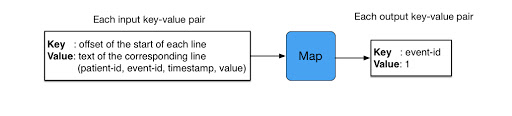 Each input key-value pair
Each output key-value pair
Key : offset of the start of each line
Value: text of the corresponding line
(patient-id, event-id, timestamp, value)
Map
Key : event-id
Value: 1